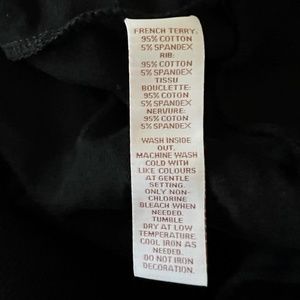 FRENCH TERRY:
95% COTTON
5% SPANDEX
RIB:
95% COTTON
5% SPANDEX
TISSU
BOUCLETTE:
95% COTON
5% SPANDEX
NERVURE:
95% COTON
5% SPANDEX
WASH INSIDE
OUT.
MACHINE WASH
COLD WITH
LIKE COLOURS
AT GENTLE
SETTING.
ONLY NON-
CHLORINE
BLEACH WHEN
NEEDED.
TUMBLE
DRY AT LOW
TEMPERATURE.
COOL IRON AS
NEEDED.
DO NOT IRON
DECORATION.